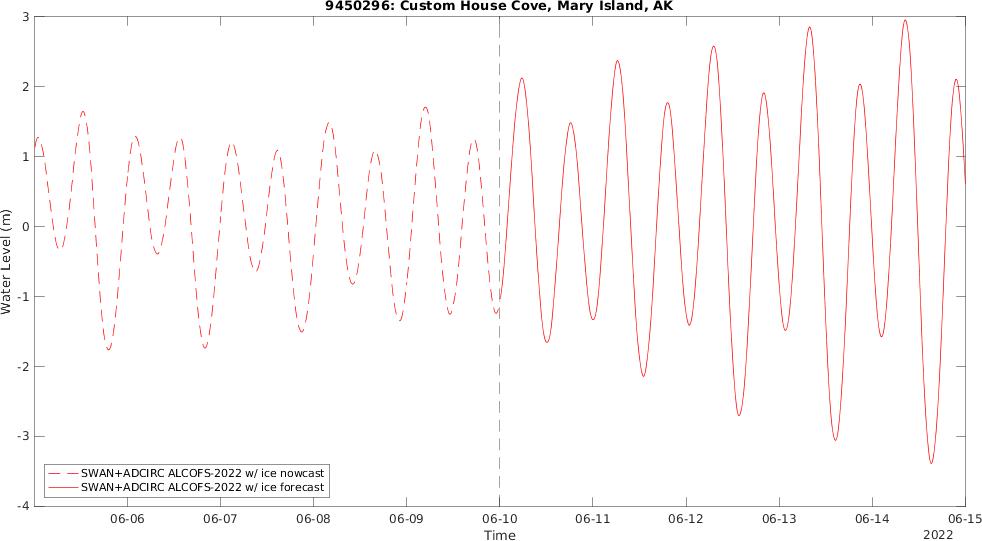 9450296: Custom House Cove, Mary Island, AK
3
2
1
0
-1
-2
-3
-4
Water Level (m)
SWAN+ADCIRC ALCOFS-2022 w/ ice nowcast
SWAN+ADCIRC ALCOFS-2022 w/ ice forecast
06-06 06-07 06-08 06-09 06-10 06-11 06-12 06-13 06-14 06-15
Time
2022